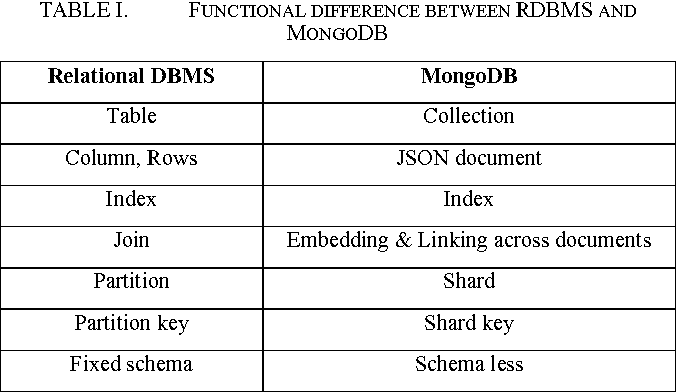 TABLE I. FUNCTIONAL DIFFERENCE BETWEEN RDBMS AND
MONGODB
Relational DBMS MongoDB
Table Collection
Column, Rows JSON document
Index Index
Join Embedding & Linking across documents
Partition Shard
Partition key Shard key
Fixed schema Schema less